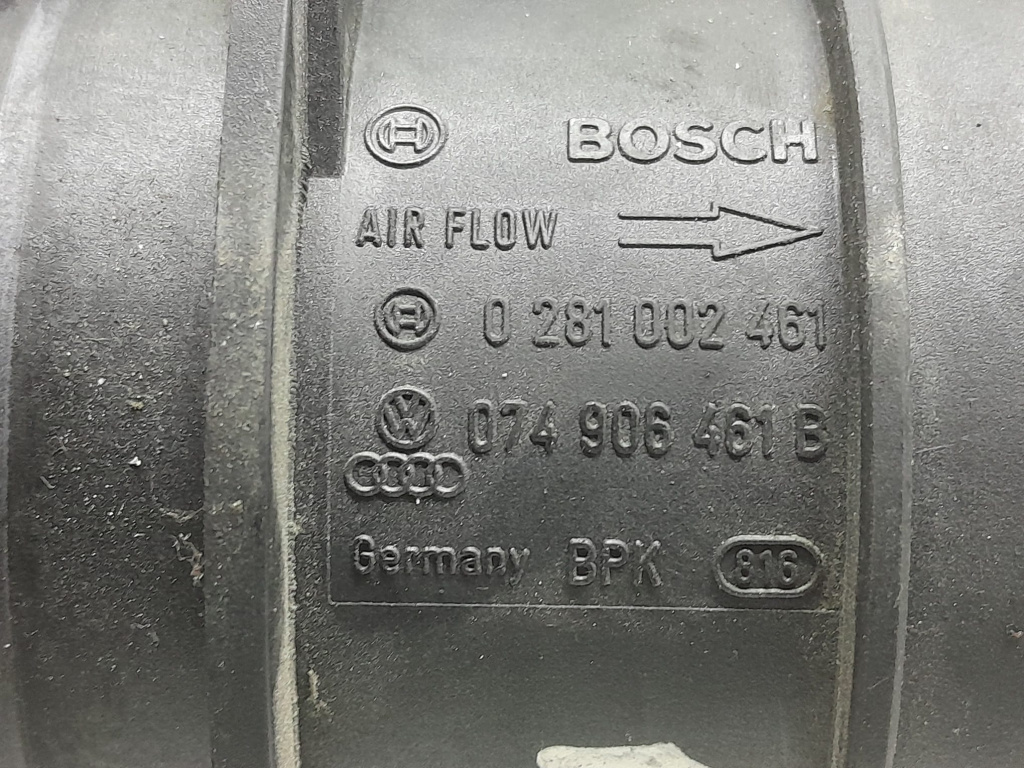 BOSCH
AIR FLOW
0 281 002 461
074 906 461 B
Germany BPK 816